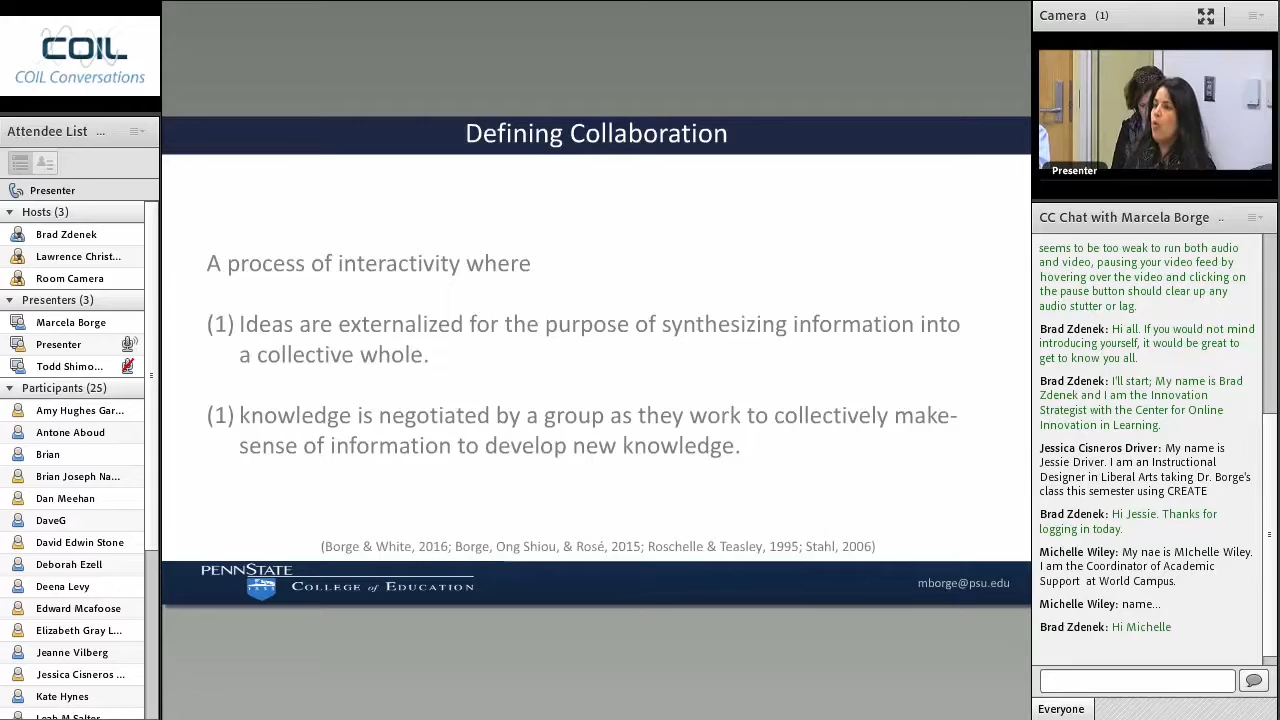 COIL
COIL Conversations
Attendee List ...
Presenter
Hosts (3)
Brad Zdenek
Lawrence Christ...
Room Camera
Presenters (3)
Marcela Borge
Presenter
Todd Shimo...
Participants (25)
Amy Hughes Gar...
Antone Aboud
Brian
Brian Joseph Na...
Dan Meehan
DaveG
David Edwin Stone
Deborah Ezell
Deena Levy
Edward Mcafoose
Elizabeth Gray L...
Jeanne Vilberg
Jessica Cisneros ...
Kate Hynes
Leah M Salter
Defining Collaboration
A process of interactivity where
(1) Ideas are externalized for the purpose of synthesizing information into
a collective whole.
(1) knowledge is negotiated by a group as they work to collectively make-
sense of information to develop new knowledge.
(Borge & White, 2016; Borge, Ong Shiou, & Rosé, 2015; Roschelle & Teasley, 1995; Stahl, 2006)
PENNSTATE
COLLEGE of EDUCATION
mborge@psu.edu
Camera (1)
Presenter
CC Chat with Marcela Borge ..
seems to be too weak to run both audio
and video, pausing your video feed by
hovering over the video and clicking on
the pause button should clear up any
audio stutter or lag.
Brad Zdenek: Hi all. If you would not mind
introducing yourself, it would be great to
get to know you all.
Brad Zdenek: I'll start; My name is Brad
Zdenek and I am the Innovation
Strategist with the Center for Online
Innovation in Learning.
Jessica Cisneros Driver: My name is
Jessie Driver. I am an Instructional
Designer in Liberal Arts taking Dr. Borge's
class this semester using CREATE
Brad Zdenek: Hi Jessie. Thanks for
logging in today.
Michelle Wiley: My nae is MIchelle Wiley.
I am the Coordinator of Academic
Support at World Campus.
Michelle Wiley: name...
Brad Zdenek: Hi Michelle
Everyone